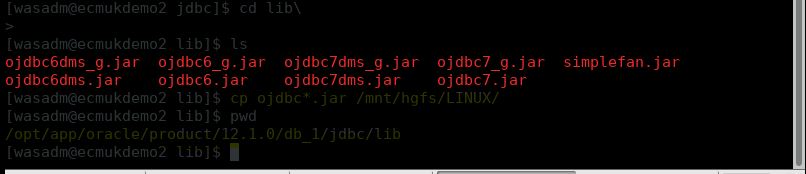 [wasadm@ecmukdemo2 jdbc]$ cd lib\
>
[wasadm@ecmukdemo2 lib]$ ls
ojdbc6dms_g.jar  ojdbc6_g.jar  ojdbc7dms_g.jar  ojdbc7_g.jar  simplefan.jar
ojdbc6dms.jar    ojdbc6.jar    ojdbc7dms.jar    ojdbc7.jar
[wasadm@ecmukdemo2 lib]$ cp ojdbc*.jar /mnt/hgfs/LINUX/
[wasadm@ecmukdemo2 lib]$ pwd
/opt/app/oracle/product/12.1.0/db_1/jdbc/lib
[wasadm@ecmukdemo2 lib]$